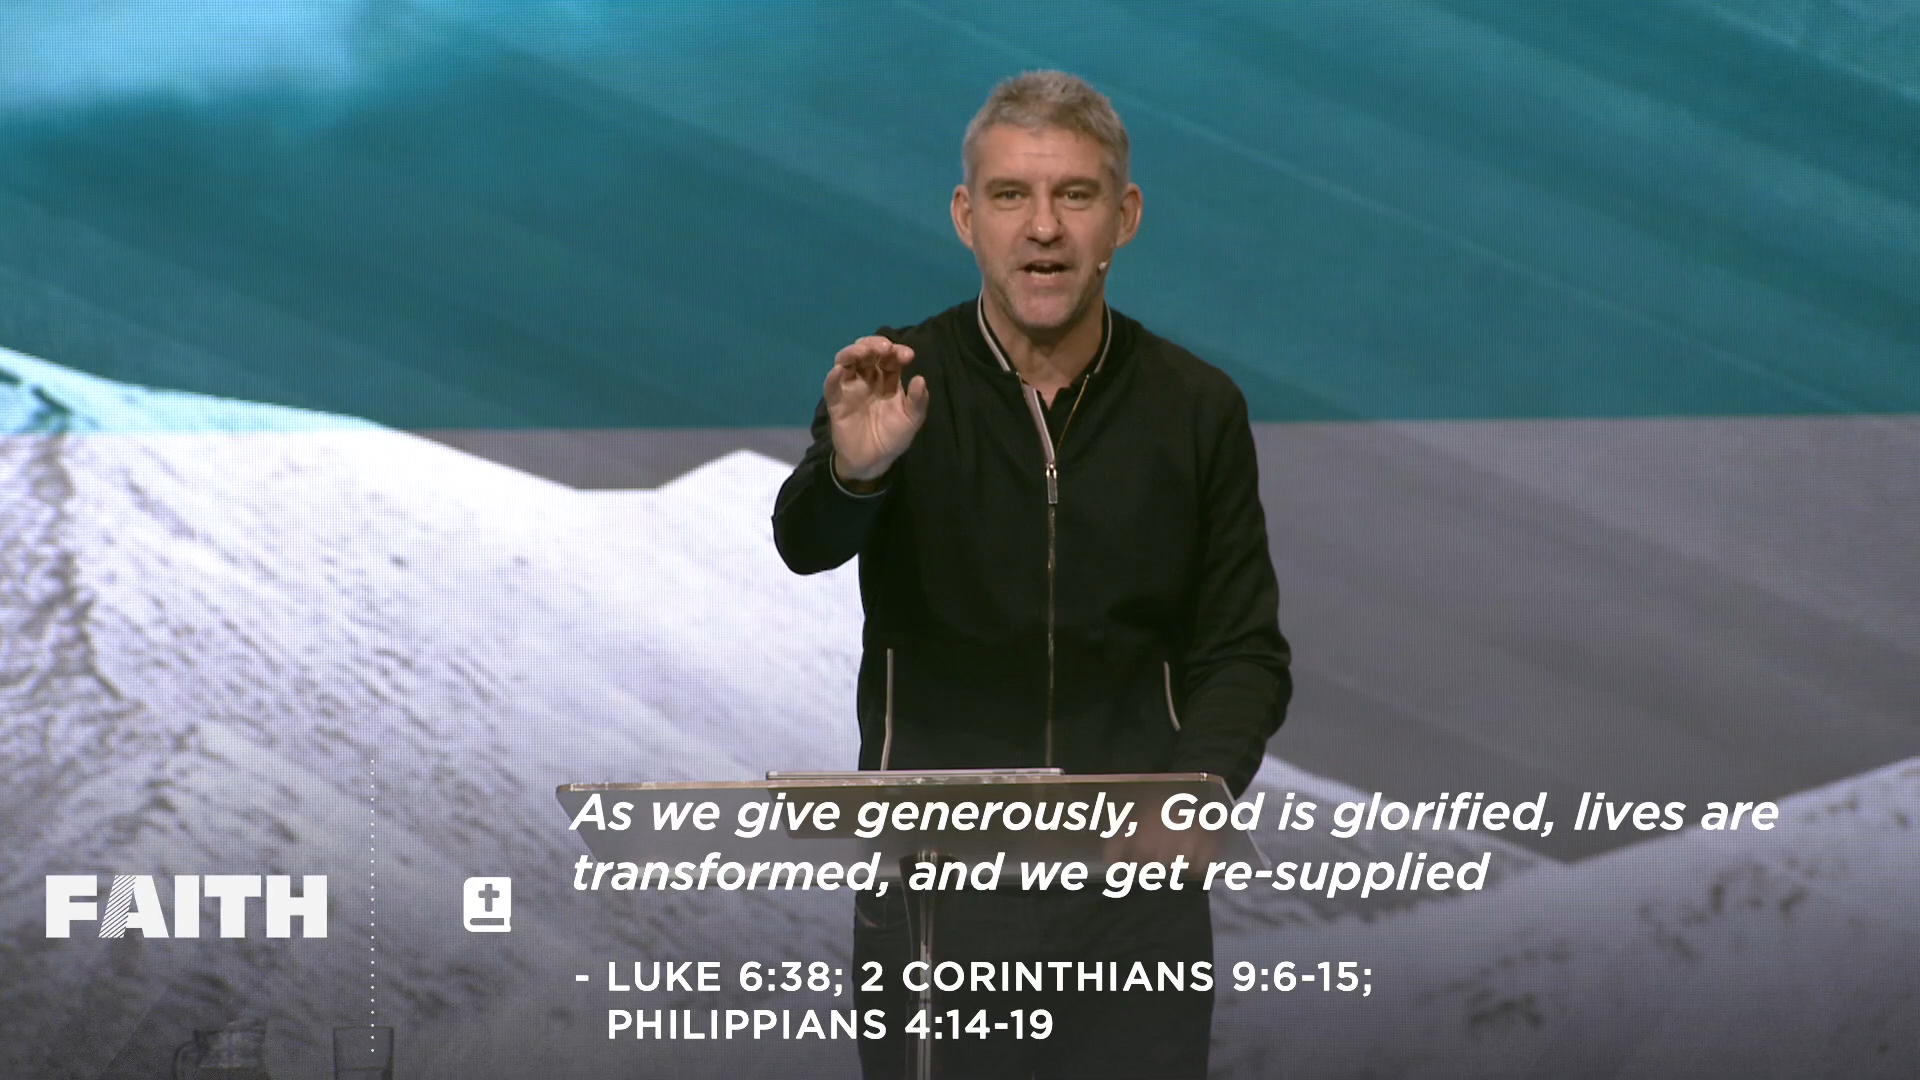 FAITH
As we give generously, God is glorified, lives are
transformed, and we get re-supplied
- LUKE 6:38; 2 CORINTHIANS 9:6-15;
PHILIPPIANS 4:14-19